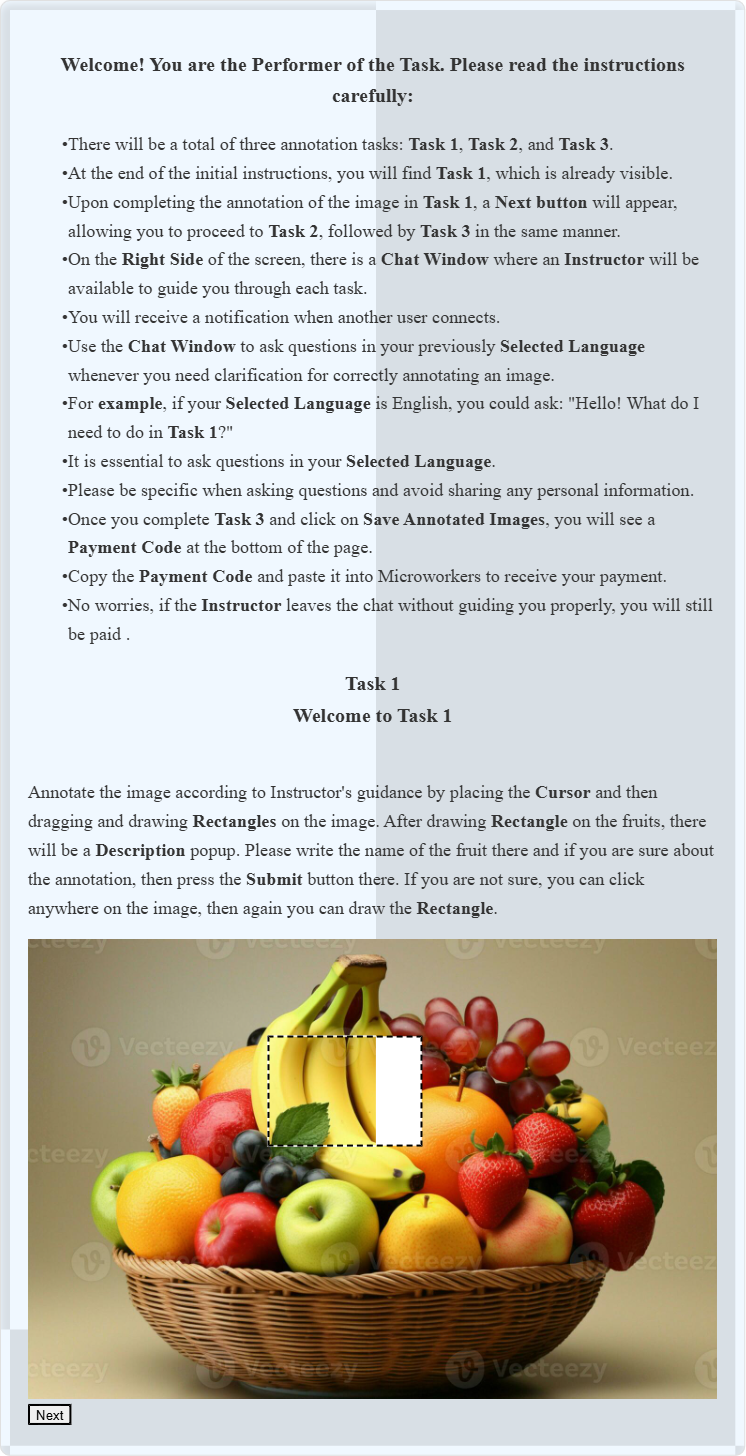 Welcome! You are the Performer of the Task. Please read the instructions
carefully:
•There will be a total of three annotation tasks: Task 1, Task 2, and Task 3.
•At the end of the initial instructions, you will find Task 1, which is already visible.
•Upon completing the annotation of the image in Task 1, a Next button will appear,
allowing you to proceed to Task 2, followed by Task 3 in the same manner.
•On the Right Side of the screen, there is a Chat Window where an Instructor will be
available to guide you through each task.
•You will receive a notification when another user connects.
•Use the Chat Window to ask questions in your previously Selected Language
whenever you need clarification for correctly annotating an image.
•For example, if your Selected Language is English, you could ask: "Hello! What do I
need to do in Task 1?"
•It is essential to ask questions in your Selected Language.
•Please be specific when asking questions and avoid sharing any personal information.
•Once you complete Task 3 and click on Save Annotated Images, you will see a
Payment Code at the bottom of the page.
•Copy the Payment Code and paste it into Microworkers to receive your payment.
•No worries, if the Instructor leaves the chat without guiding you properly, you will still
be paid .
Task 1
Welcome to Task 1
Annotate the image according to Instructor's guidance by placing the Cursor and then
dragging and drawing Rectangles on the image. After drawing Rectangle on the fruits, there
will be a Description popup. Please write the name of the fruit there and if you are sure about
the annotation, then press the Submit button there. If you are not sure, you can click
anywhere on the image, then again you can draw the Rectangle.
Vecteezy
Vecteezy
Vecteezy
Vecteezy
Vecteezy
Vecteezy
Next